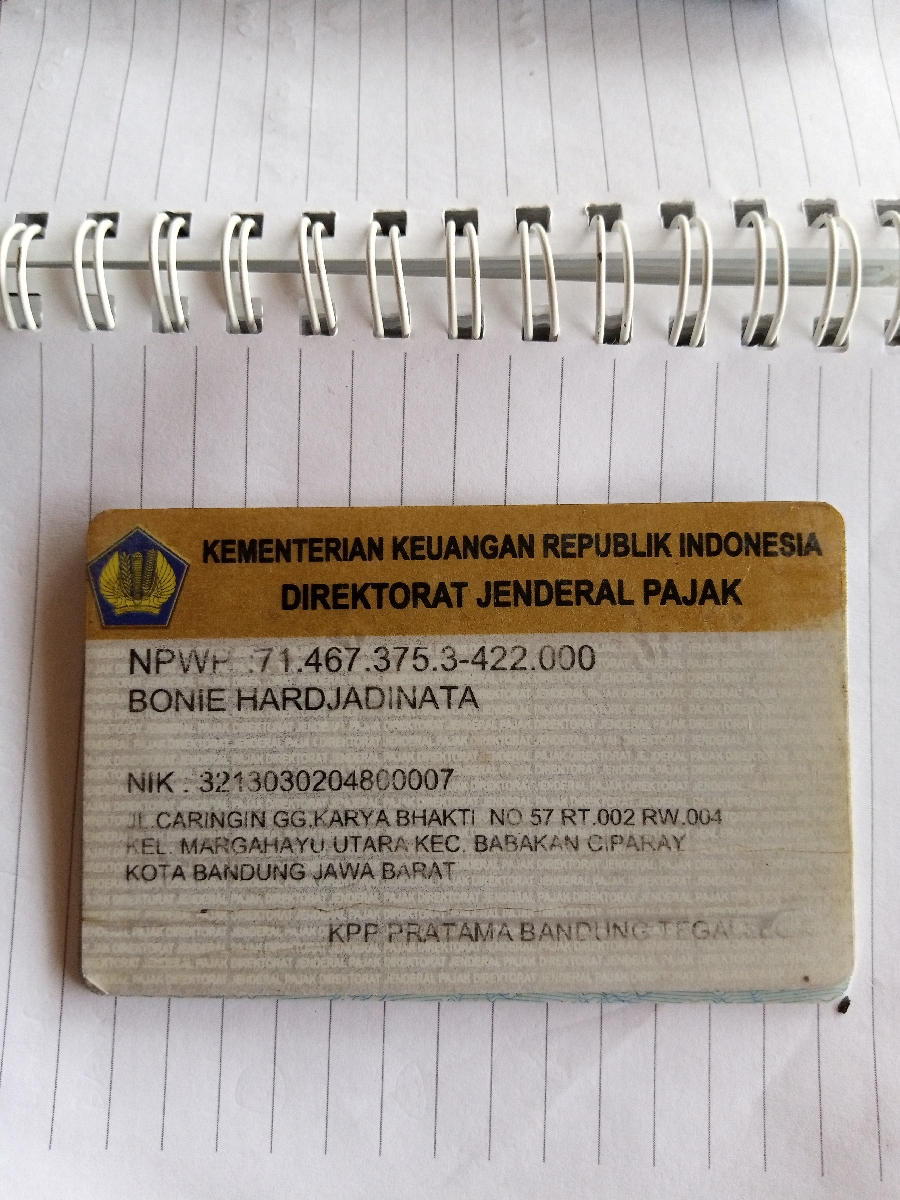 KEMENTERIAN KEUANGAN REPUBLIK INDONESIA
DIREKTORAT JENDERAL PAJAK
NPWP :71.467.375.3-422.000
BONIE HARDJADINATA
NIK : 3213030204800007
JL.CARINGIN GG.KARYA BHAKTI NO 57 RT.002 RW.004
KEL. MARGAHAYU UTARA KEC. BABAKAN CIPARAY
KOTA BANDUNG JAWA BARAT
KPP PRATAMA BANDUNG